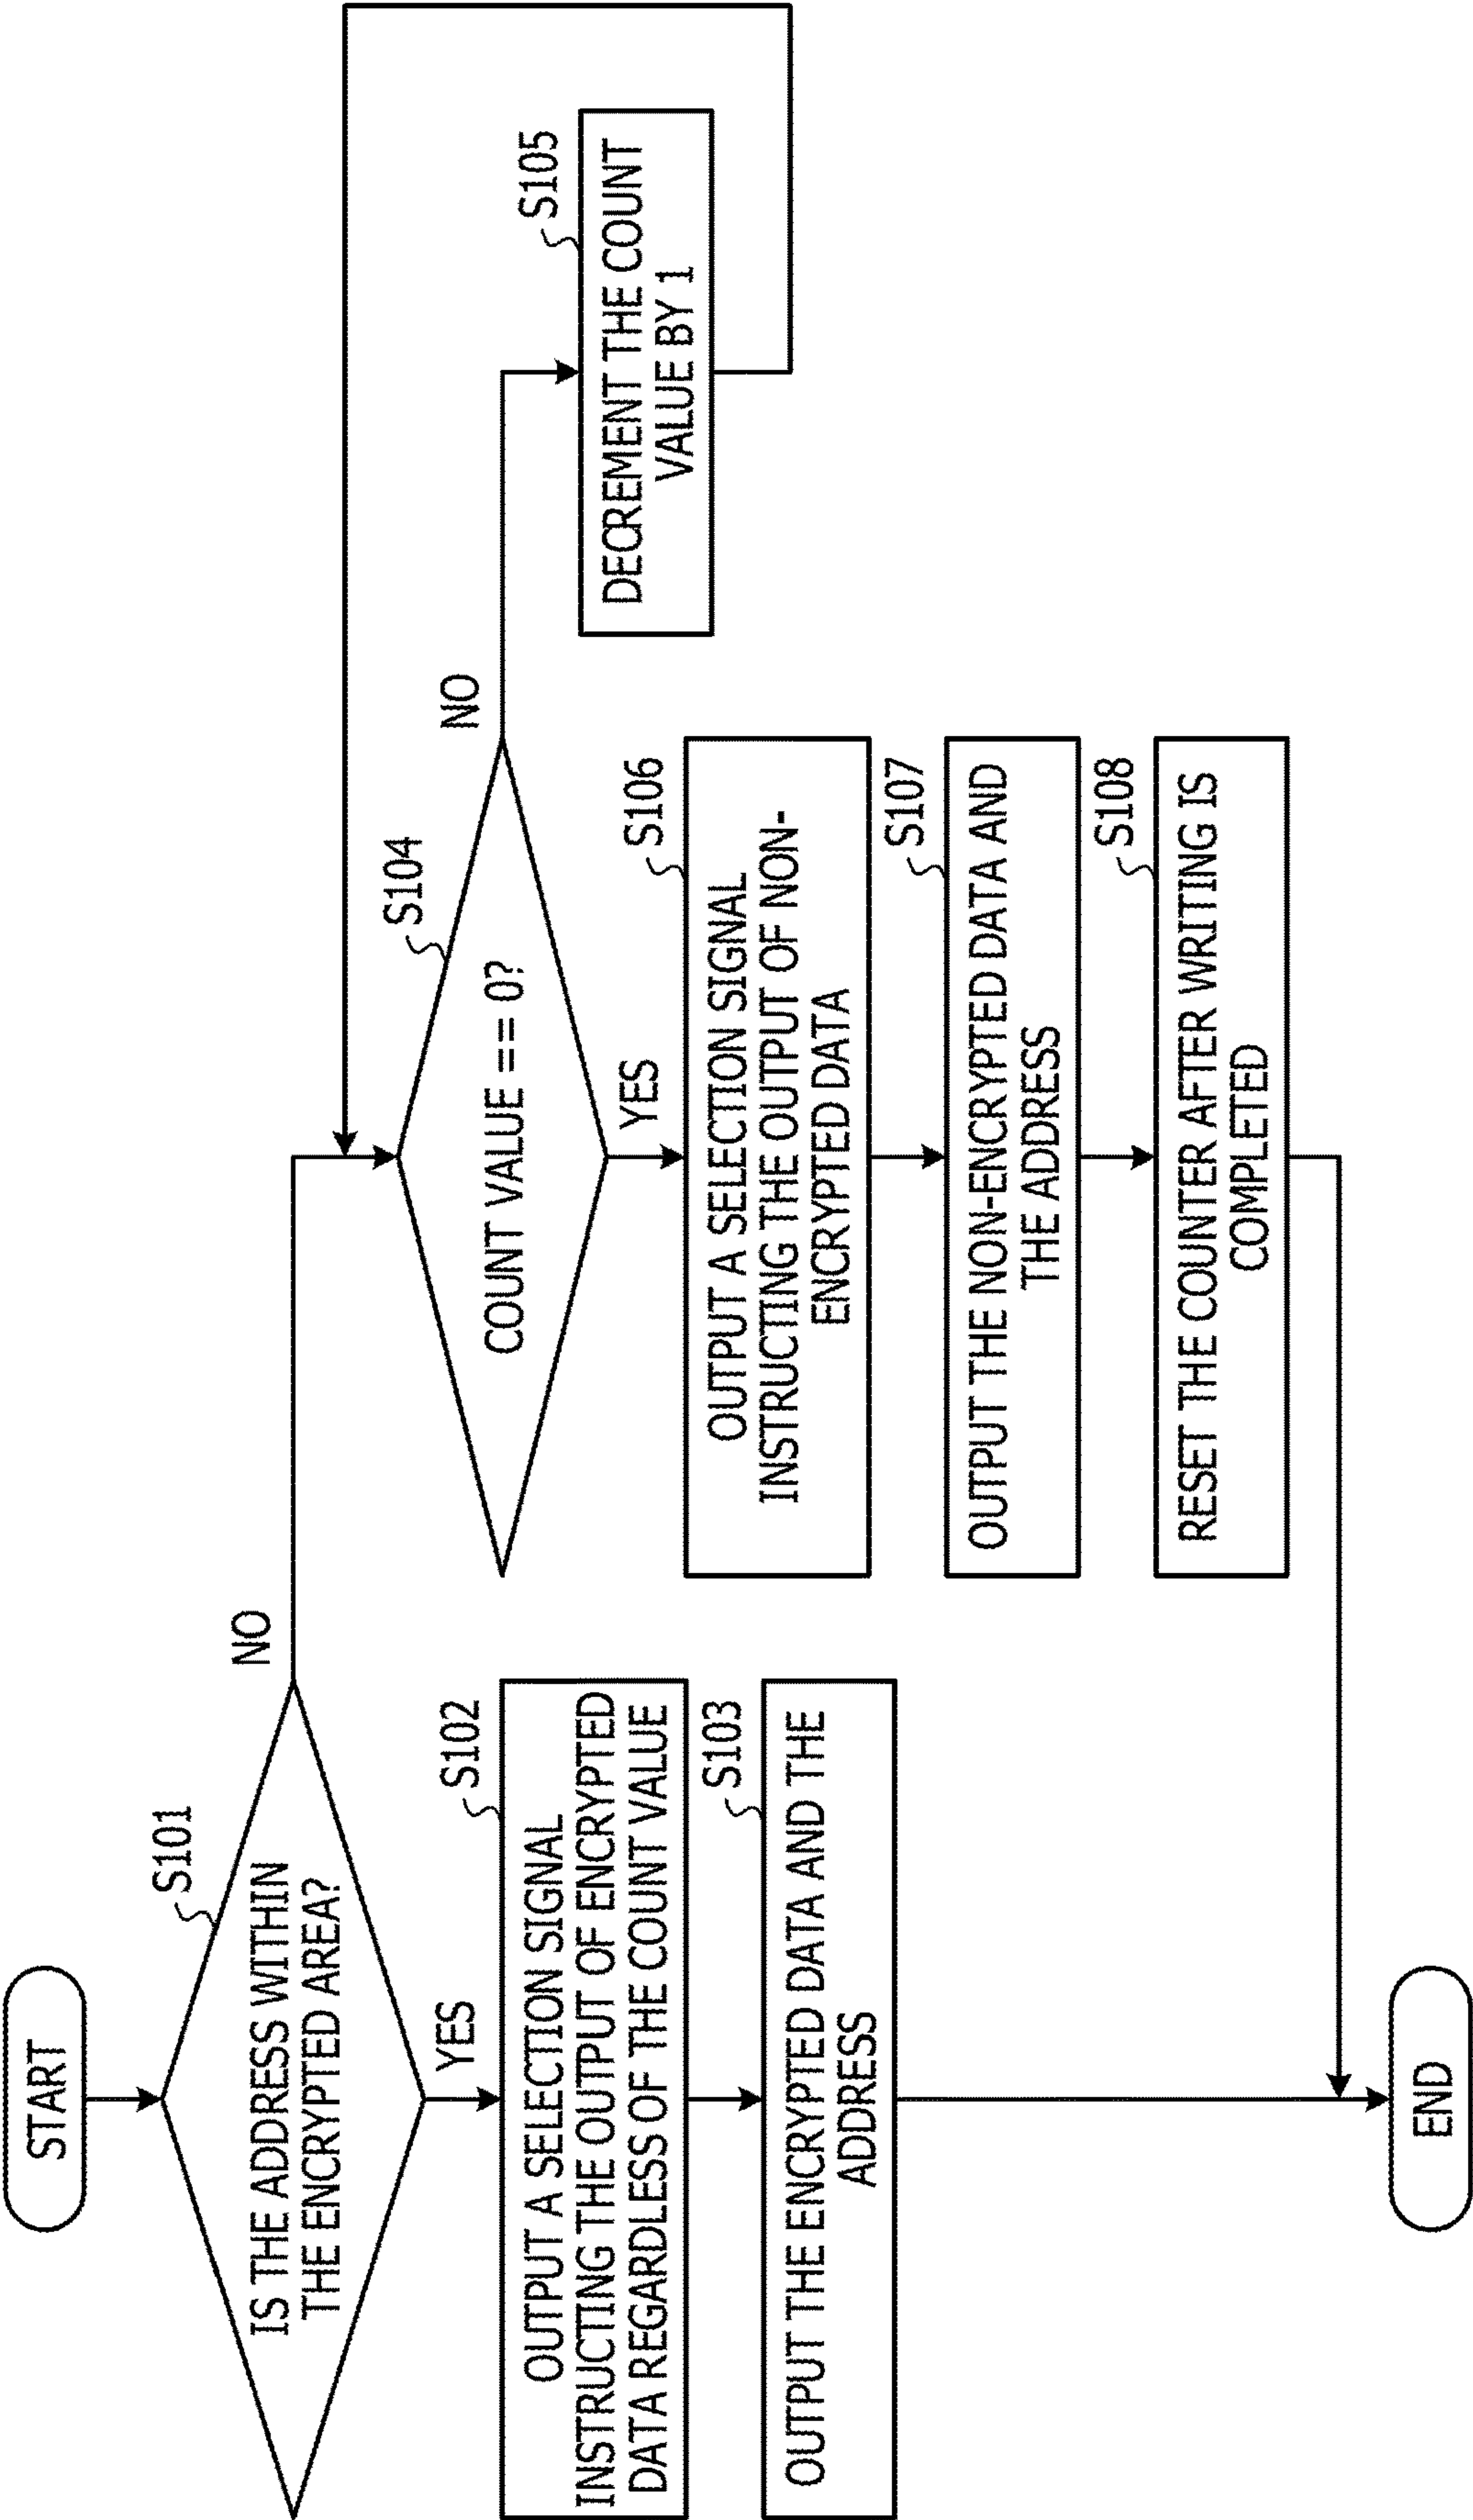 START
S101
IS THE ADDRESS WITHIN
THE ENCRYPTED AREA?
NO
YES
S102
OUTPUT A SELECTION SIGNAL
INSTRUCTING THE OUTPUT OF ENCRYPTED
DATA REGARDLESS OF THE COUNT VALUE
S103
OUTPUT THE ENCRYPTED DATA AND THE
ADDRESS
S104
COUNT VALUE == 0?
NO
YES
S105
DECREMENT THE COUNT
VALUE BY 1
S106
OUTPUT A SELECTION SIGNAL
INSTRUCTING THE OUTPUT OF NON-
ENCRYPTED DATA
S107
OUTPUT THE NON-ENCRYPTED DATA AND
THE ADDRESS
S108
RESET THE COUNTER AFTER WRITING IS
COMPLETED
END